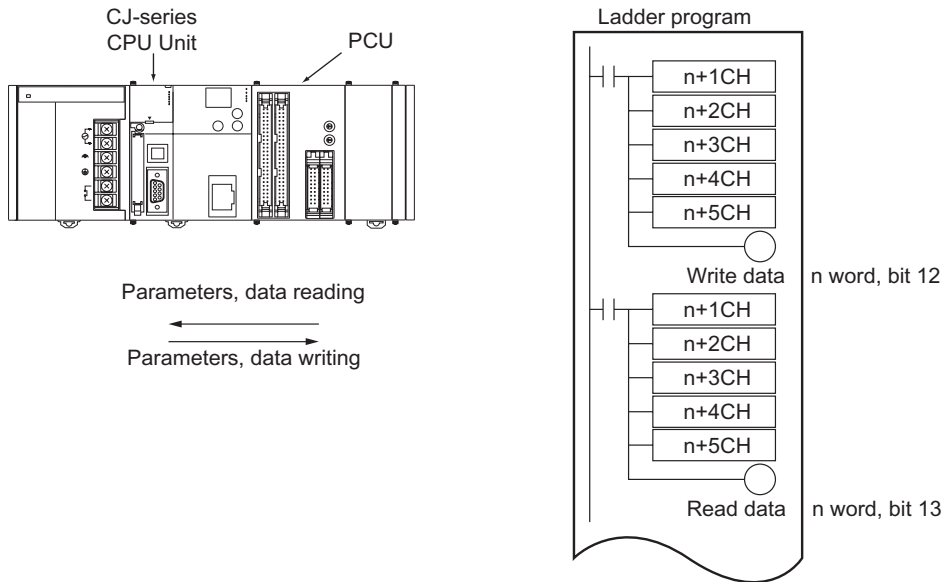 CJ-series
CPU Unit
PCU
Parameters, data reading
Parameters, data writing
Ladder program
n+1CH
n+2CH
n+3CH
n+4CH
n+5CH
Write data n word, bit 12
n+1CH
n+2CH
n+3CH
n+4CH
n+5CH
Read data n word, bit 13